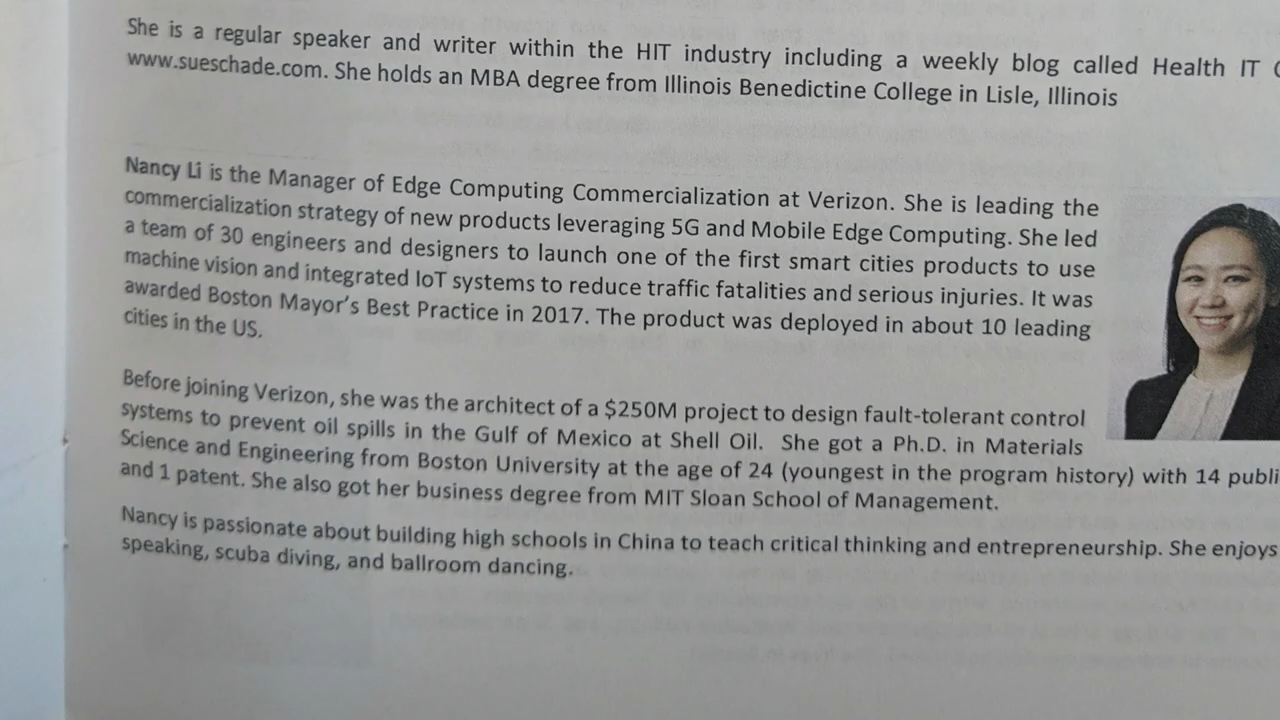 She is a regular speaker and writer within the HIT industry including a weekly blog called Health IT
www.sueschade.com. She holds an MBA degree from Illinois Benedictine College in Lisle, Illinois
Nancy Li is the Manager of Edge Computing Commercialization at Verizon. She is leading the
commercialization strategy of new products leveraging 5G and Mobile Edge Computing. She led
a team of 30 engineers and designers to launch one of the first smart cities products to use
machine vision and integrated IoT systems to reduce traffic fatalities and serious injuries. It was
awarded Boston Mayor's Best Practice in 2017. The product was deployed in about 10 leading
cities in the US.
Before joining Verizon, she was the architect of a $250M project to design fault-tolerant control
systems to prevent oil spills in the Gulf of Mexico at Shell Oil. She got a Ph.D. in Materials
Science and Engineering from Boston University at the age of 24 (youngest in the program history) with 14 publi
and 1 patent. She also got her business degree from MIT Sloan School of Management.
Nancy is passionate about building high schools in China to teach critical thinking and entrepreneurship. She enjoys
speaking, scuba diving, and ballroom dancing.